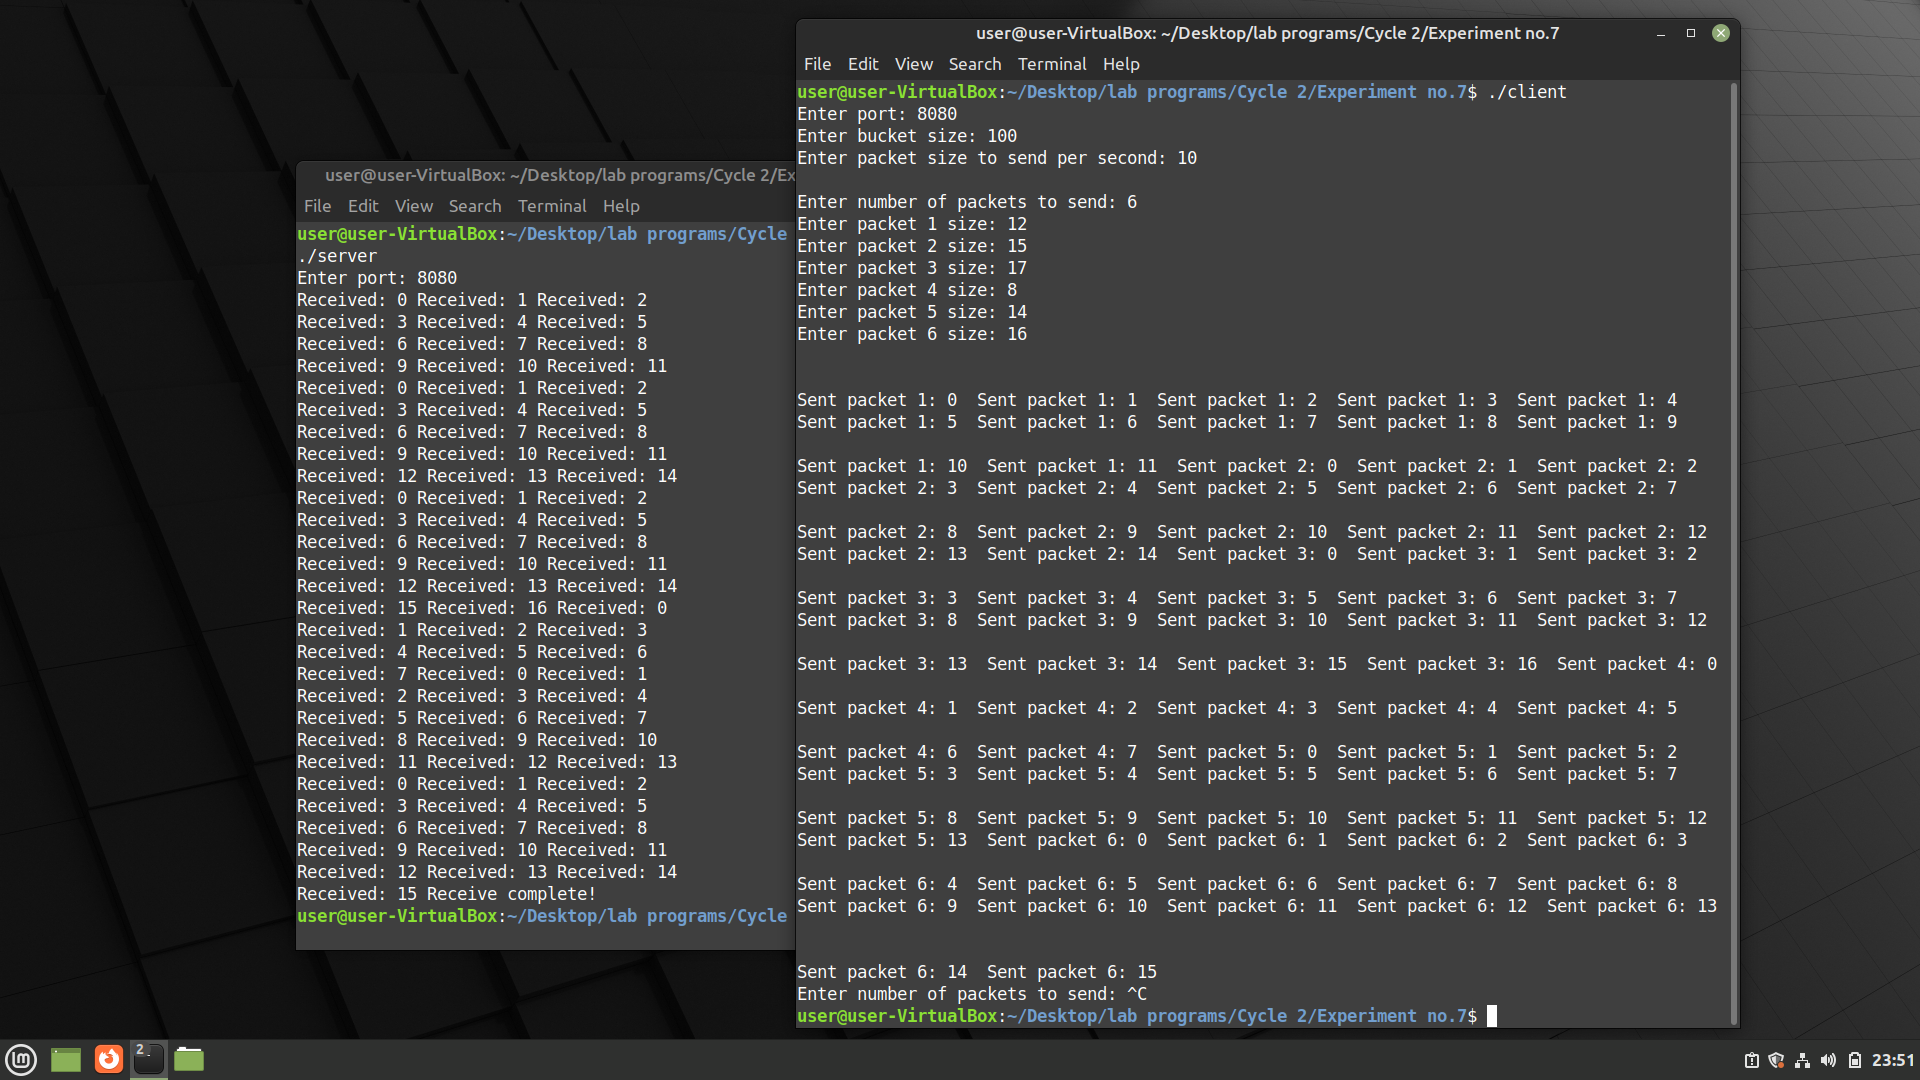 user@user-VirtualBox: ~/Desktop/lab programs/Cycle 2/Ex
File Edit View Search Terminal Help
user@user-VirtualBox:~/Desktop/lab programs/Cycle
./server
Enter port: 8080
Received: 0 Received: 1 Received: 2
Received: 3 Received: 4 Received: 5
Received: 6 Received: 7 Received: 8
Received: 9 Received: 10 Received: 11
Received: 0 Received: 1 Received: 2
Received: 3 Received: 4 Received: 5
Received: 6 Received: 7 Received: 8
Received: 9 Received: 10 Received: 11
Received: 12 Received: 13 Received: 14
Received: 0 Received: 1 Received: 2
Received: 3 Received: 4 Received: 5
Received: 6 Received: 7 Received: 8
Received: 9 Received: 10 Received: 11
Received: 12 Received: 13 Received: 14
Received: 15 Received: 16 Received: 0
Received: 1 Received: 2 Received: 3
Received: 4 Received: 5 Received: 6
Received: 7 Received: 0 Received: 1
Received: 2 Received: 3 Received: 4
Received: 5 Received: 6 Received: 7
Received: 8 Received: 9 Received: 10
Received: 11 Received: 12 Received: 13
Received: 0 Received: 1 Received: 2
Received: 3 Received: 4 Received: 5
Received: 6 Received: 7 Received: 8
Received: 9 Received: 10 Received: 11
Received: 12 Received: 13 Received: 14
Received: 15 Receive complete!
user@user-VirtualBox:~/Desktop/lab programs/Cycle
user@user-VirtualBox: ~/Desktop/lab programs/Cycle 2/Experiment no.7
File Edit View Search Terminal Help
user@user-VirtualBox:~/Desktop/lab programs/Cycle 2/Experiment no.7$ ./client
Enter port: 8080
Enter bucket size: 100
Enter packet size to send per second: 10
Enter number of packets to send: 6
Enter packet 1 size: 12
Enter packet 2 size: 15
Enter packet 3 size: 17
Enter packet 4 size: 8
Enter packet 5 size: 14
Enter packet 6 size: 16
Sent packet 1: 0 Sent packet 1: 1 Sent packet 1: 2 Sent packet 1: 3 Sent packet 1: 4
Sent packet 1: 5 Sent packet 1: 6 Sent packet 1: 7 Sent packet 1: 8 Sent packet 1: 9
Sent packet 1: 10 Sent packet 1: 11 Sent packet 2: 0 Sent packet 2: 1 Sent packet 2: 2
Sent packet 2: 3 Sent packet 2: 4 Sent packet 2: 5 Sent packet 2: 6 Sent packet 2: 7
Sent packet 2: 8 Sent packet 2: 9 Sent packet 2: 10 Sent packet 2: 11 Sent packet 2: 12
Sent packet 2: 13 Sent packet 2: 14 Sent packet 3: 0 Sent packet 3: 1 Sent packet 3: 2
Sent packet 3: 3 Sent packet 3: 4 Sent packet 3: 5 Sent packet 3: 6 Sent packet 3: 7
Sent packet 3: 8 Sent packet 3: 9 Sent packet 3: 10 Sent packet 3: 11 Sent packet 3: 12
Sent packet 3: 13 Sent packet 3: 14 Sent packet 3: 15 Sent packet 3: 16 Sent packet 4: 0
Sent packet 4: 1 Sent packet 4: 2 Sent packet 4: 3 Sent packet 4: 4 Sent packet 4: 5
Sent packet 4: 6 Sent packet 4: 7 Sent packet 5: 0 Sent packet 5: 1 Sent packet 5: 2
Sent packet 5: 3 Sent packet 5: 4 Sent packet 5: 5 Sent packet 5: 6 Sent packet 5: 7
Sent packet 5: 8 Sent packet 5: 9 Sent packet 5: 10 Sent packet 5: 11 Sent packet 5: 12
Sent packet 5: 13 Sent packet 6: 0 Sent packet 6: 1 Sent packet 6: 2 Sent packet 6: 3
Sent packet 6: 4 Sent packet 6: 5 Sent packet 6: 6 Sent packet 6: 7 Sent packet 6: 8
Sent packet 6: 9 Sent packet 6: 10 Sent packet 6: 11 Sent packet 6: 12 Sent packet 6: 13
Sent packet 6: 14 Sent packet 6: 15
Enter number of packets to send: ^C
user@user-VirtualBox:~/Desktop/lab programs/Cycle 2/Experiment no.7$
2
23:51